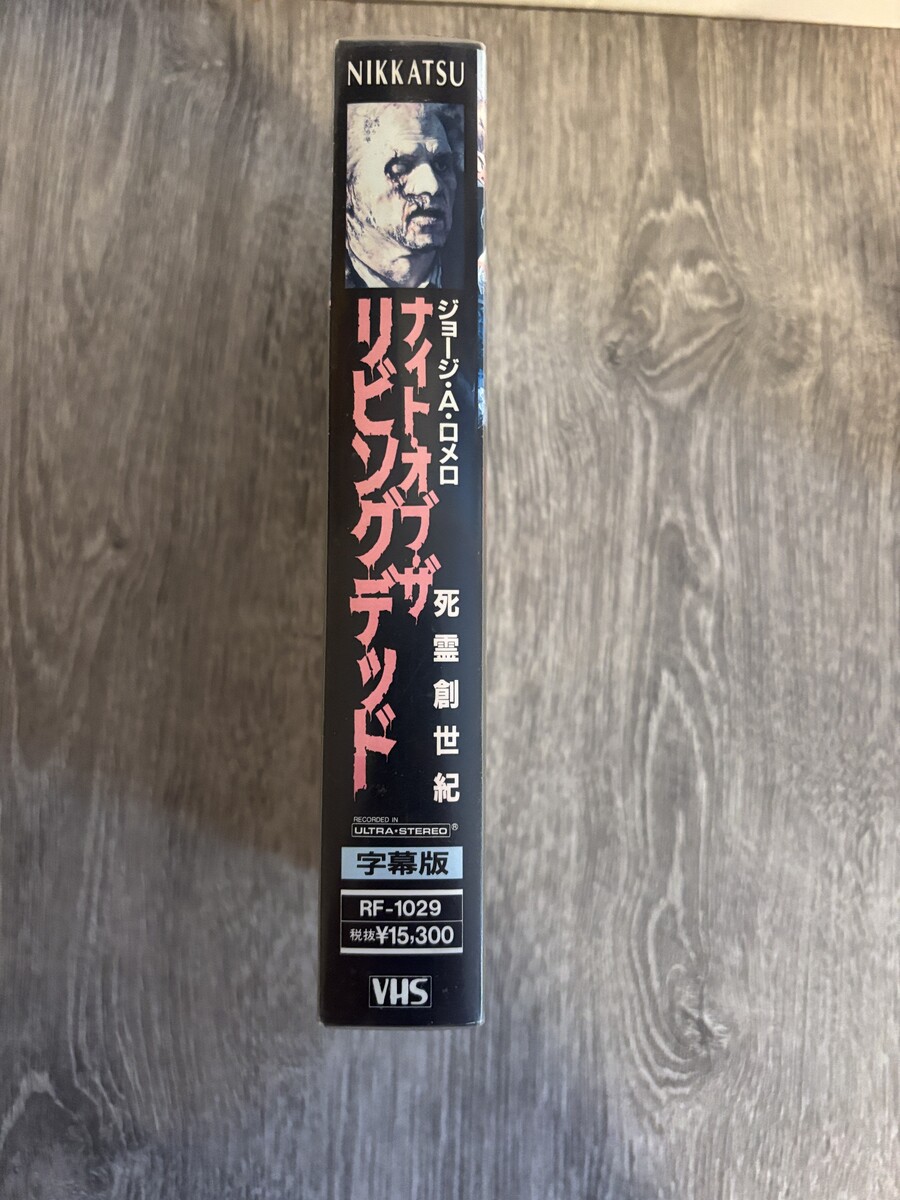 NIKKATSU
ジョージ・A・ロメロ
ナイト・オブ・ザ
リビングデッド
死霊創世紀
RECORDED IN
ULTRA・STEREO®
字幕版
RF-1029
税抜¥15,300
VHS